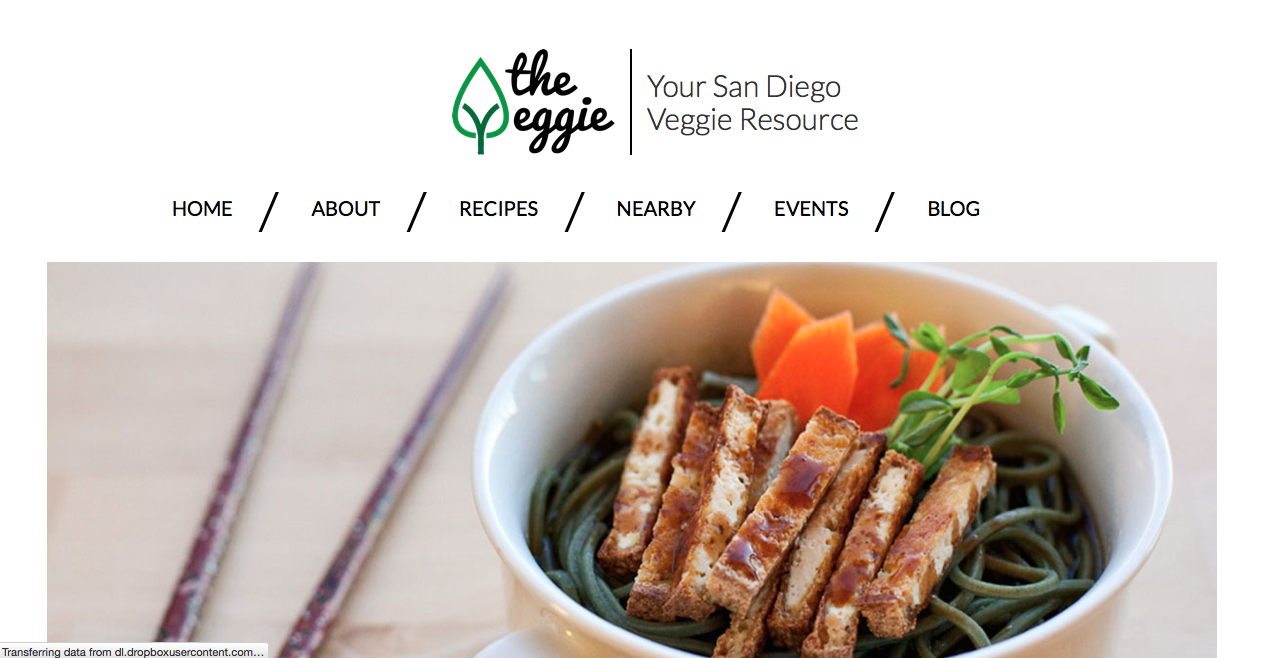 the
Veggie
Your San Diego
Veggie Resource
HOME / ABOUT / RECIPES / NEARBY / EVENTS / BLOG
Transferring data from dl.dropboxusercontent.com…